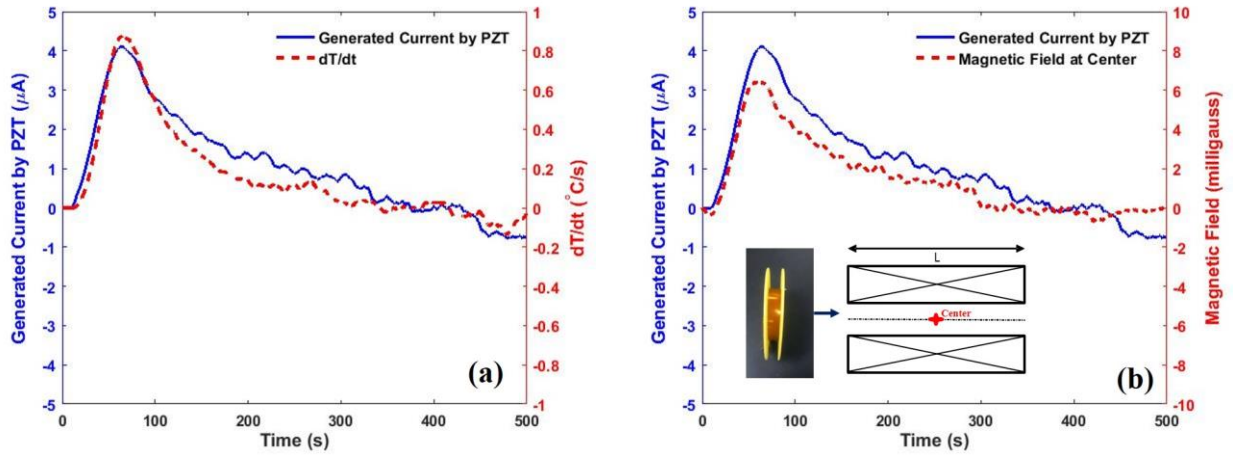 Generated Current by PZT
dT/dt
5
4
3
2
1
0
-1
-2
-3
-4
-5
Generated Current by PZT (μA)
1
0.8
0.6
0.4
0.2
0
-0.2
-0.4
-0.6
-0.8
-1
dT/dt (°C/s)
0 100 200 300 400 500
Time (s)
(a)
Generated Current by PZT
Magnetic Field at Center
5
4
3
2
1
0
-1
-2
-3
-4
-5
Generated Current by PZT (μA)
10
8
6
4
2
0
-2
-4
-6
-8
-10
Magnetic Field (milligauss)
L
Center
0 100 200 300 400 500
Time (s)
(b)